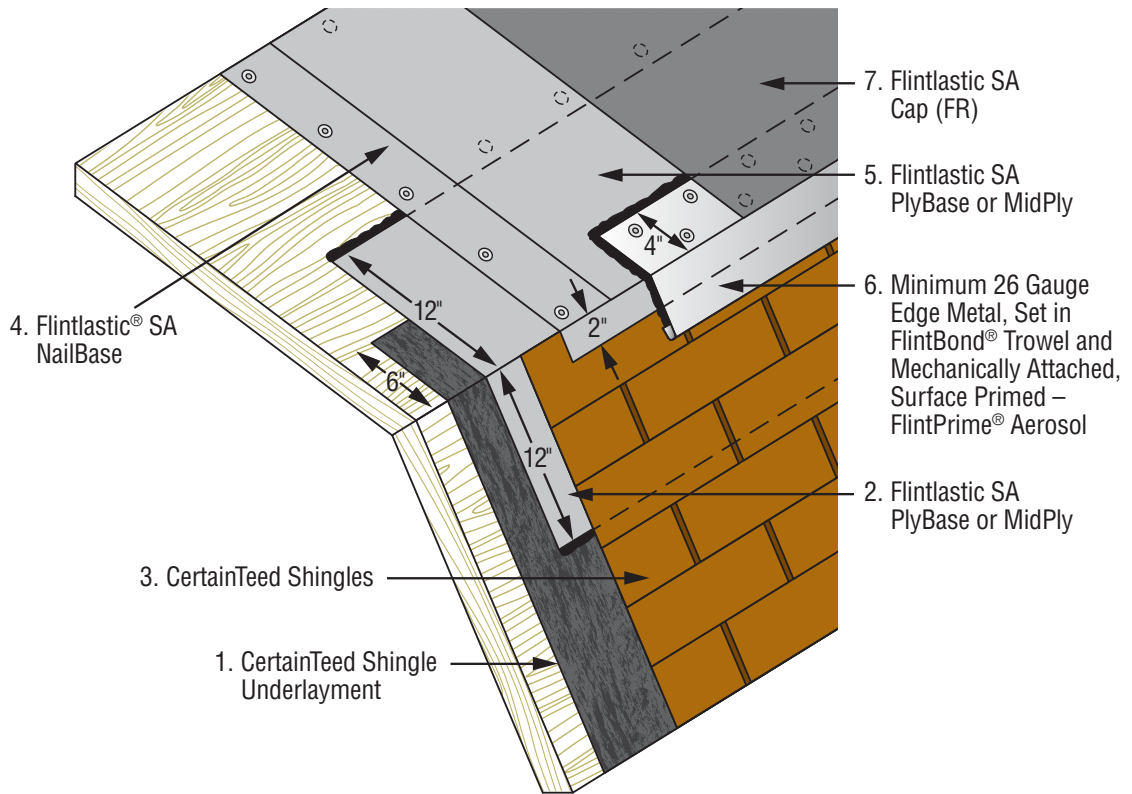 7. Flintlastic SA
Cap (FR)
5. Flintlastic SA
PlyBase or MidPly
4"
6. Minimum 26 Gauge
Edge Metal, Set in
FlintBond® Trowel and
Mechanically Attached,
Surface Primed –
FlintPrime® Aerosol
12"
2"
4. Flintlastic® SA
NailBase
6"
12"
2. Flintlastic SA
PlyBase or MidPly
3. CertainTeed Shingles
1. CertainTeed Shingle
Underlayment